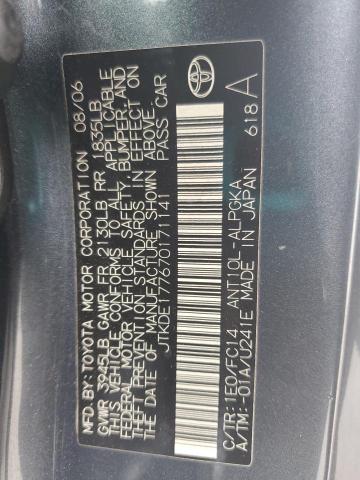 MFD.BY:TOYOTA MOTOR CORPORATION 08/06
GVWR 3945LB GAWR FR 2130LB RR 1835LB
THIS VEHICLE CONFORMS TO ALL APPLICABLE
FEDERAL MOTOR VEHICLE SAFETY, BUMPER, AND
THEFT PREVENTION STANDARDS IN EFFECT ON
THE DATE OF MANUFACTURE SHOWN ABOVE.
JTKDE177670171141 PASS CAR
C/TR:1E0/FC14 ANT10L-ALPGKA
A/TM:-01A/U241E MADE IN JAPAN 618 A